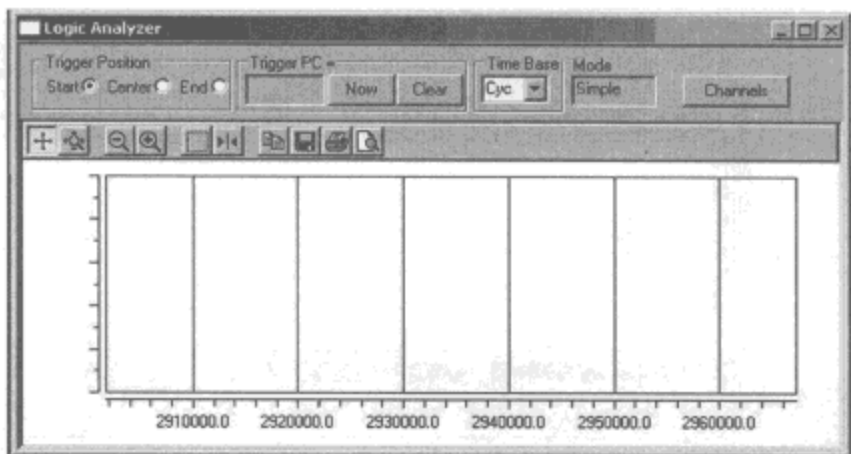 Logic Analyzer
Trigger Position
Start Center End
Trigger PC =
Now Clear
Time Base
Cyc
Mode
Simple
Channels
2910000.0 2920000.0 2930000.0 2940000.0 2950000.0 2960000.0